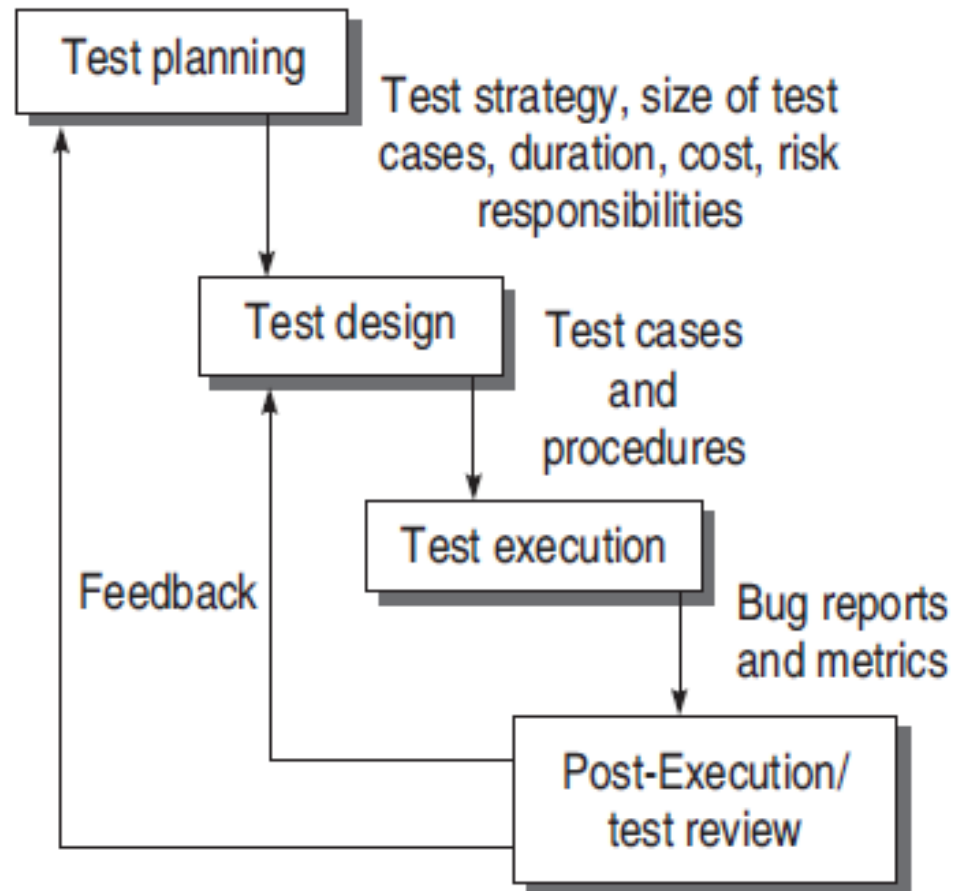 Test planning
Test strategy, size of test
cases, duration, cost, risk
responsibilities
Test design
Test cases
and
procedures
Test execution
Feedback
Bug reports
and metrics
Post-Execution/
test review